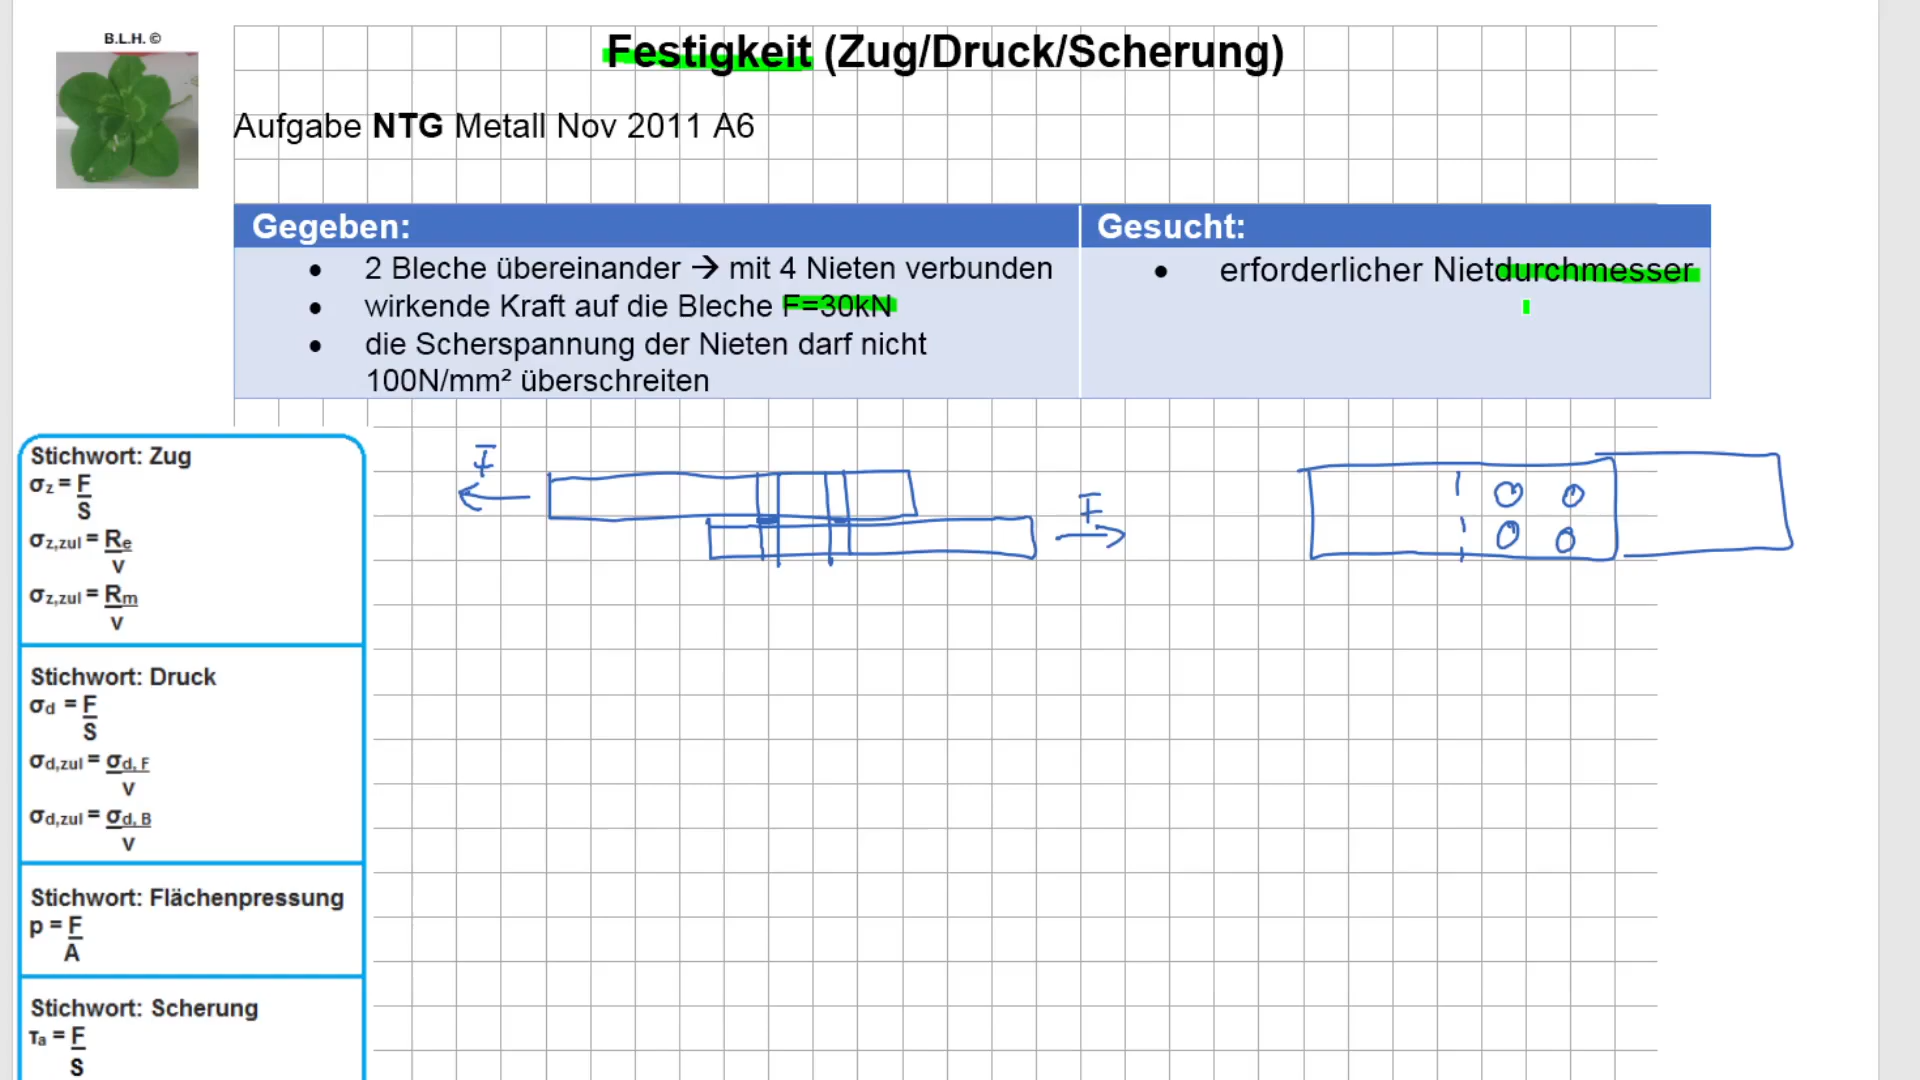 B.L.H. ©
Festigkeit (Zug/Druck/Scherung)
Aufgabe NTG Metall Nov 2011 A6
Gegeben:
• 2 Bleche übereinander → mit 4 Nieten verbunden
• wirkende Kraft auf die Bleche F=30kN
• die Scherspannung der Nieten darf nicht
100N/mm² überschreiten
Gesucht:
• erforderlicher Nietdurchmesser
F
F
Stichwort: Zug
σz = F
S
σz,zul = Re
v
σz,zul = Rm
v
Stichwort: Druck
σd = F
S
σd,zul = σd, F
v
σd,zul = σd, B
v
Stichwort: Flächenpressung
p = F
A
Stichwort: Scherung
τa = F
S